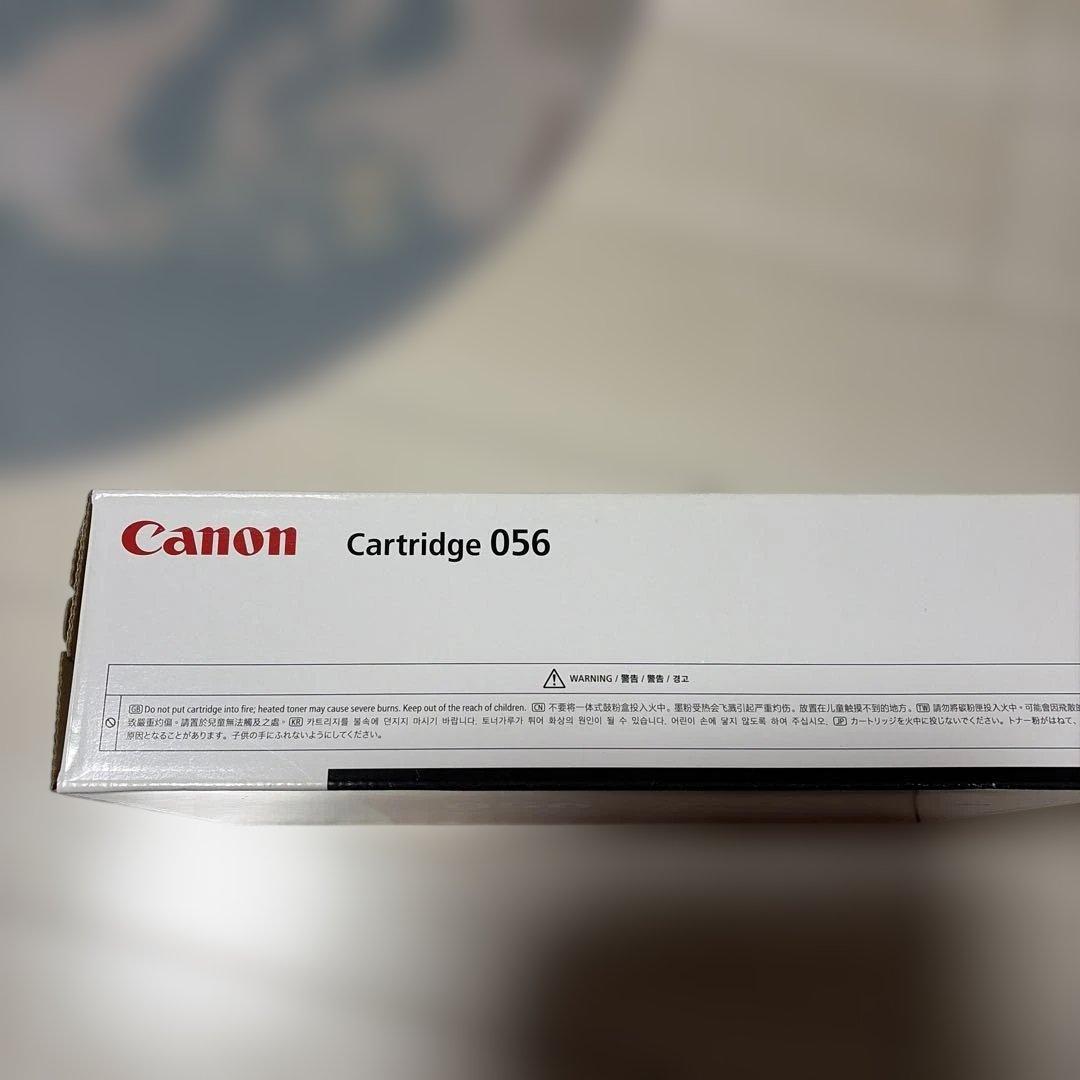 Canon Cartridge 056
WARNING / 警告 / 警告 / 경고
GB Do not put cartridge into fire; heated toner may cause severe burns. Keep out of the reach of children. CN 不要将一体式鼓粉盒投入火中。墨粉受热会飞溅引起严重灼伤。放置在儿童触摸不到的地方。TW 請勿將碳粉匣投入火中。可能會因飛散的
致嚴重灼傷。請置於兒童無法觸及之處。KR 카트리지를 불속에 던지지 마시기 바랍니다. 토너가루가 튀어 화상의 원인이 될 수 있습니다. 어린이 손에 닿지 않도록 하여 주십시오. JP カートリッジを火中に投じないでください。トナー粉がはねて、
原因となることがあります。子供の手にふれないようにしてください。